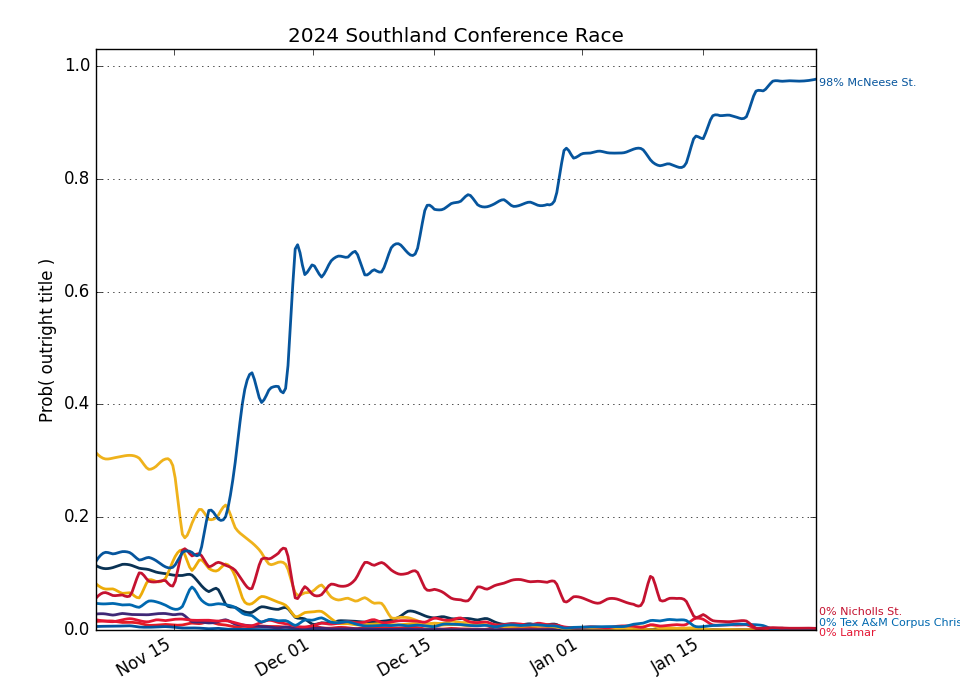 2024 Southland Conference Race
1.0
98% McNeese St.
0.8
0.6
Prob( outright title )
0.4
0.2
0% Nicholls St.
0% Tex A&M Corpus Chris
0.0
0% Lamar
Nov 15
Dec 01
Dec 15
Jan 01
Jan 15